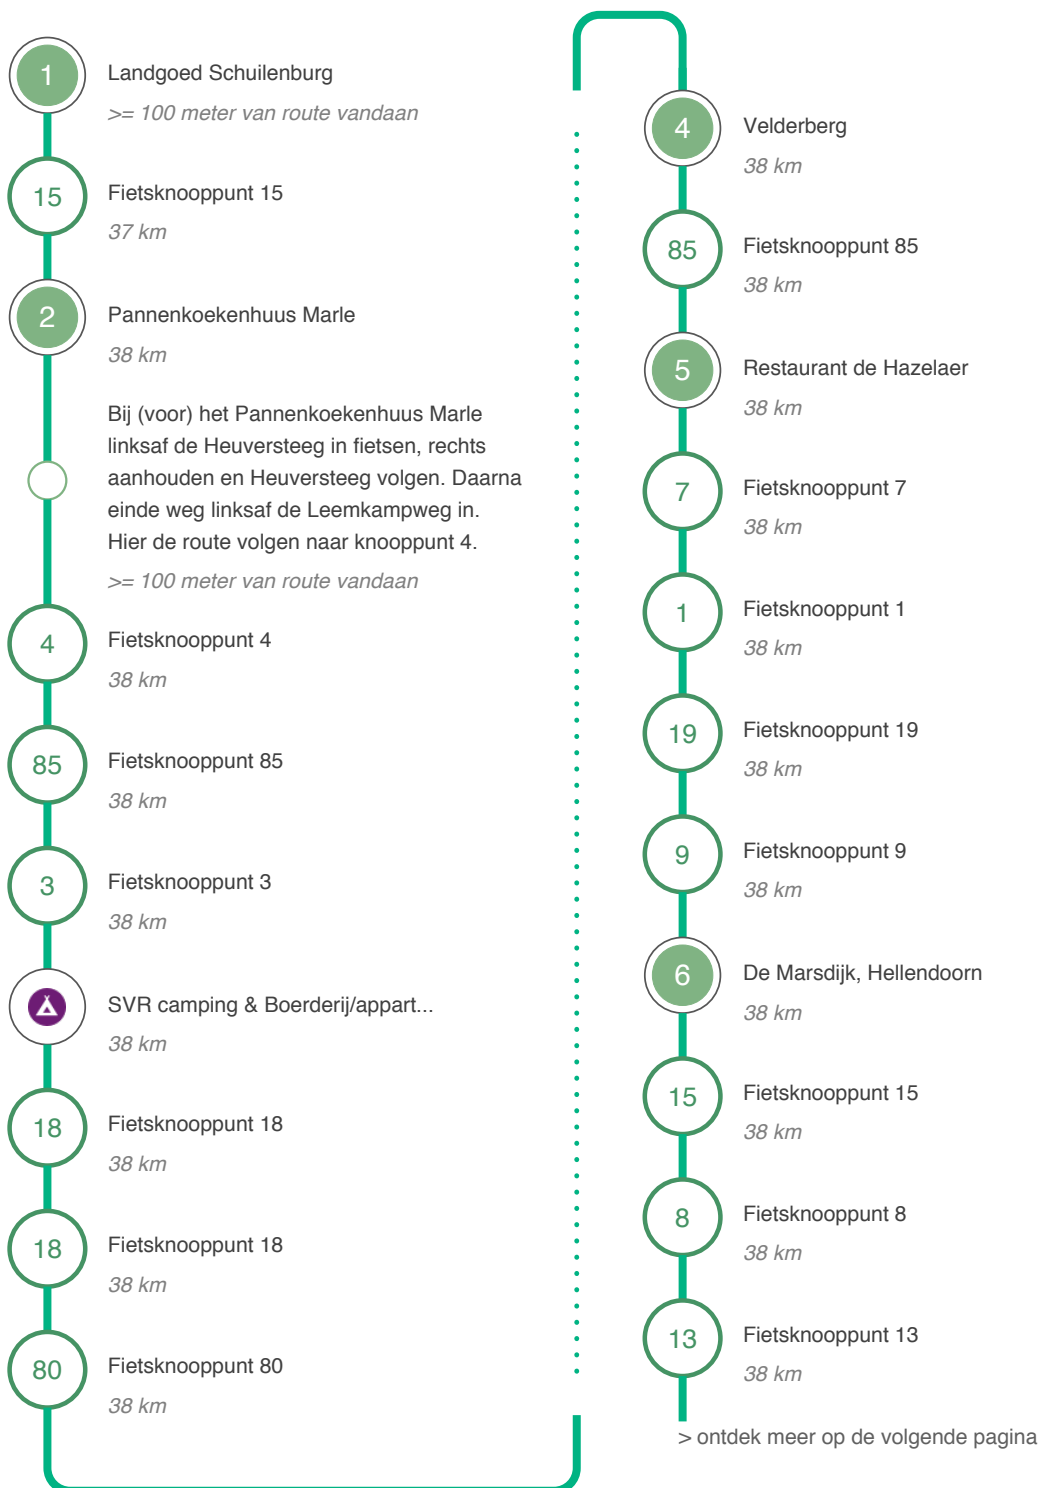 1
Landgoed Schuilenburg
>= 100 meter van route vandaan
15
Fietsknooppunt 15
37 km
2
Pannenkoekenhuus Marle
38 km
Bij (voor) het Pannenkoekenhuus Marle
linksaf de Heuversteeg in fietsen, rechts
aanhouden en Heuversteeg volgen. Daarna
einde weg linksaf de Leemkampweg in.
Hier de route volgen naar knooppunt 4.
>= 100 meter van route vandaan
4
Fietsknooppunt 4
38 km
85
Fietsknooppunt 85
38 km
3
Fietsknooppunt 3
38 km
SVR camping & Boerderij/appart...
38 km
18
Fietsknooppunt 18
38 km
18
Fietsknooppunt 18
38 km
80
Fietsknooppunt 80
38 km
4
Velderberg
38 km
85
Fietsknooppunt 85
38 km
5
Restaurant de Hazelaer
38 km
7
Fietsknooppunt 7
38 km
1
Fietsknooppunt 1
38 km
19
Fietsknooppunt 19
38 km
9
Fietsknooppunt 9
38 km
6
De Marsdijk, Hellendoorn
38 km
15
Fietsknooppunt 15
38 km
8
Fietsknooppunt 8
38 km
13
Fietsknooppunt 13
38 km
> ontdek meer op de volgende pagina